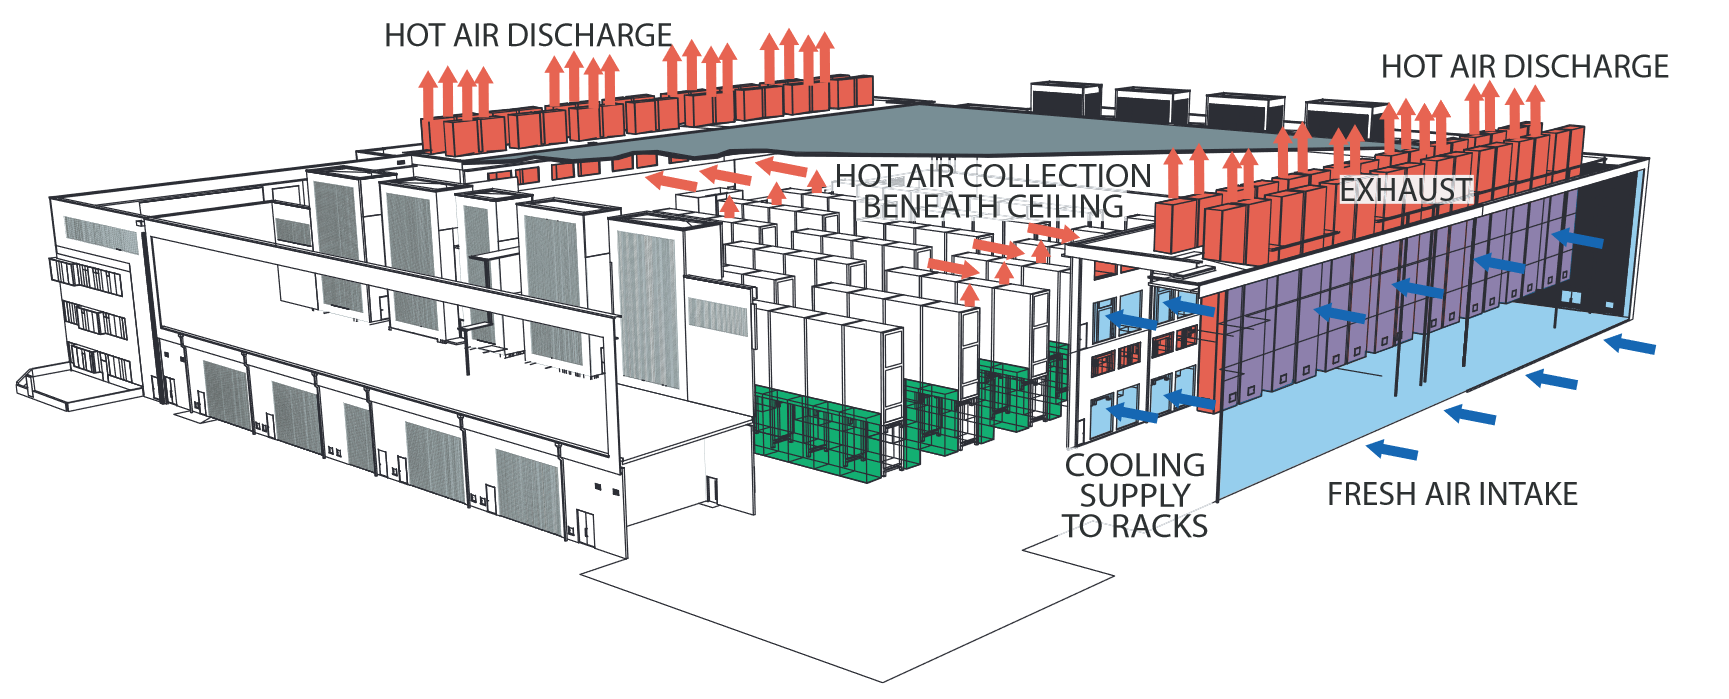 HOT AIR DISCHARGE
HOT AIR DISCHARGE
HOT AIR COLLECTION
BENEATH CEILING
EXHAUST
COOLING
SUPPLY
TO RACKS
FRESH AIR INTAKE